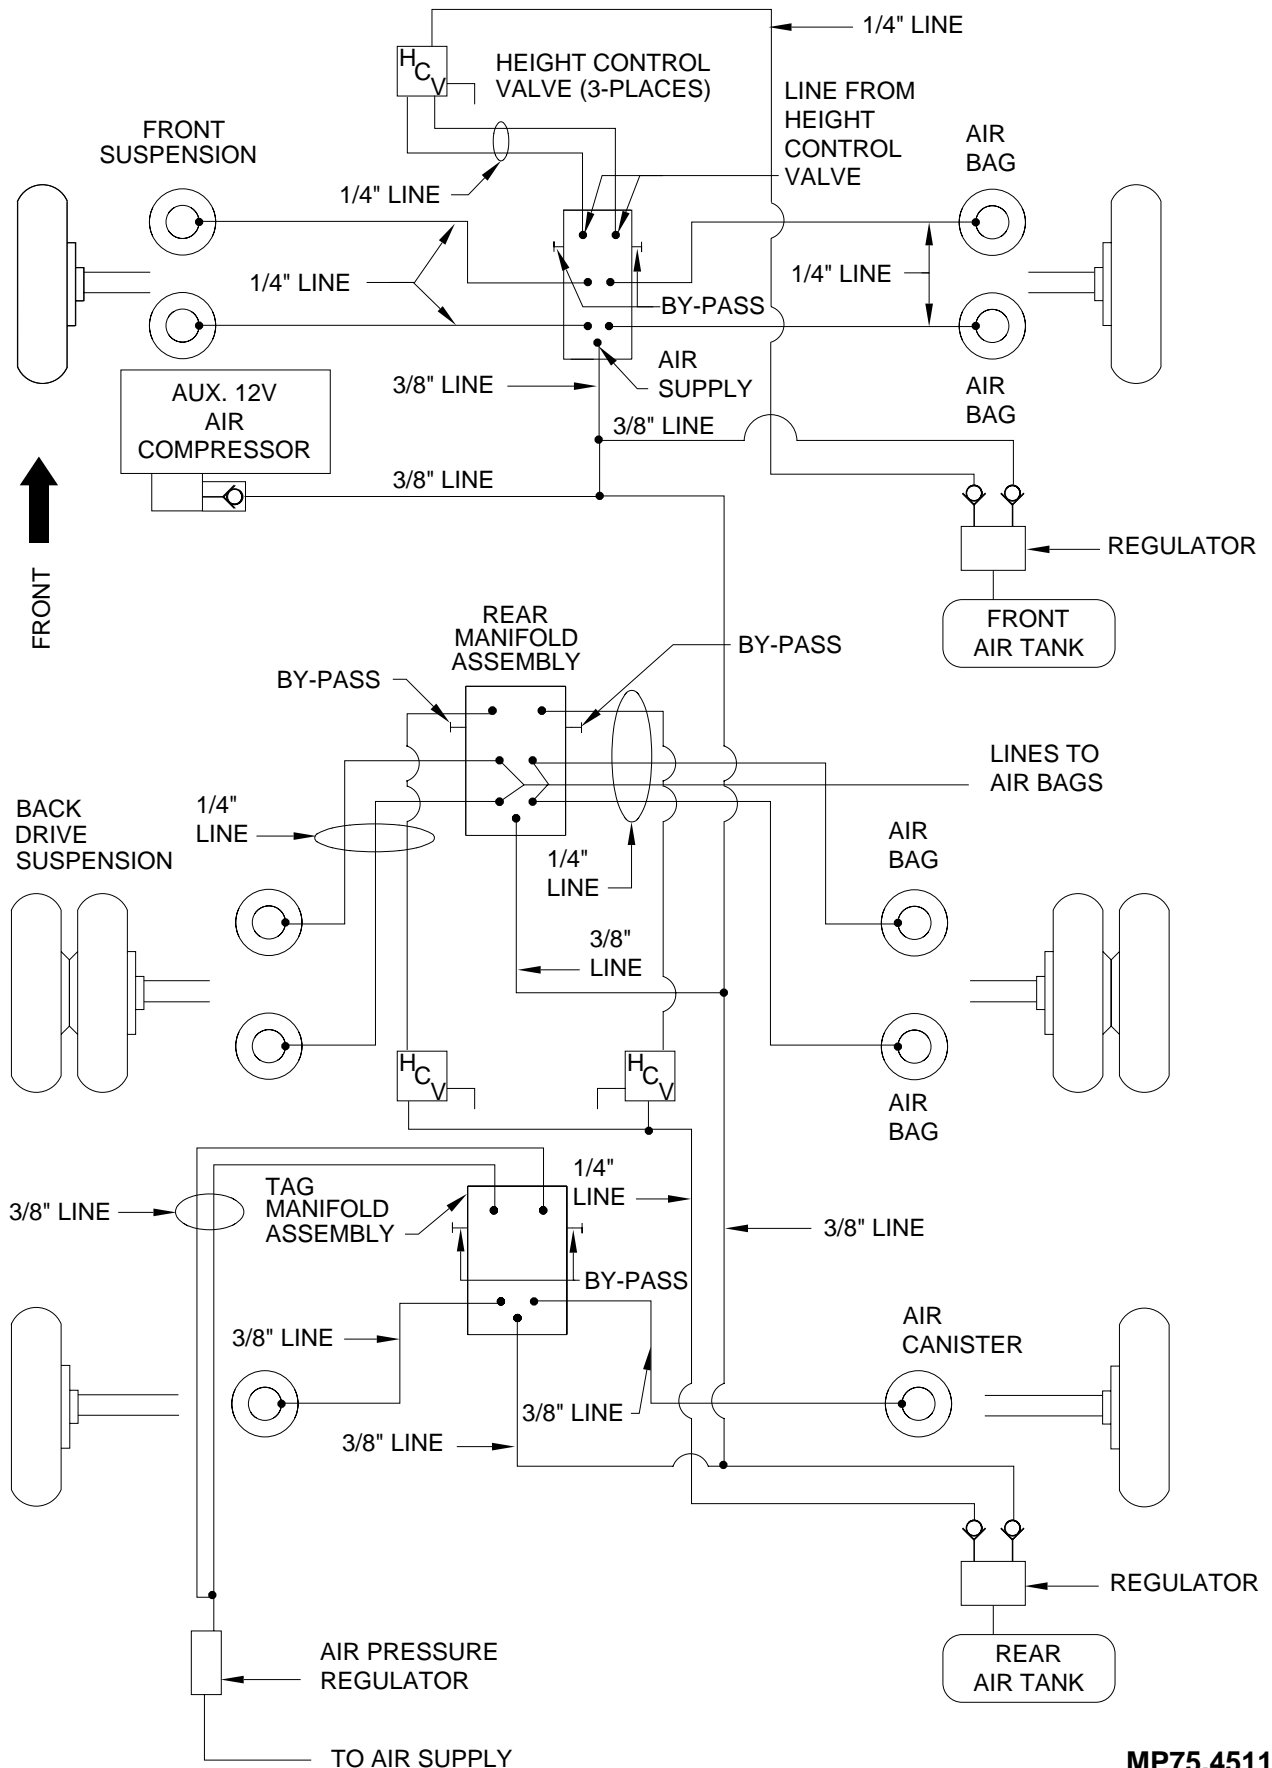 1/4" LINE
HCV
HEIGHT CONTROL
VALVE (3-PLACES)
LINE FROM
HEIGHT
CONTROL
VALVE
FRONT
SUSPENSION
AIR
BAG
1/4" LINE
1/4" LINE
1/4" LINE
BY-PASS
AIR
SUPPLY
3/8" LINE
AIR
BAG
AUX. 12V
AIR
COMPRESSOR
3/8" LINE
3/8" LINE
FRONT
REGULATOR
FRONT
AIR TANK
REAR
MANIFOLD
ASSEMBLY
BY-PASS
BY-PASS
LINES TO
AIR BAGS
BACK
DRIVE
SUSPENSION
1/4"
LINE
1/4"
LINE
AIR
BAG
3/8"
LINE
HCV
HCV
AIR
BAG
1/4"
LINE
TAG
MANIFOLD
ASSEMBLY
3/8" LINE
3/8" LINE
BY-PASS
3/8" LINE
AIR
CANISTER
3/8" LINE
3/8" LINE
REGULATOR
REAR
AIR TANK
AIR PRESSURE
REGULATOR
TO AIR SUPPLY
MP75.4511